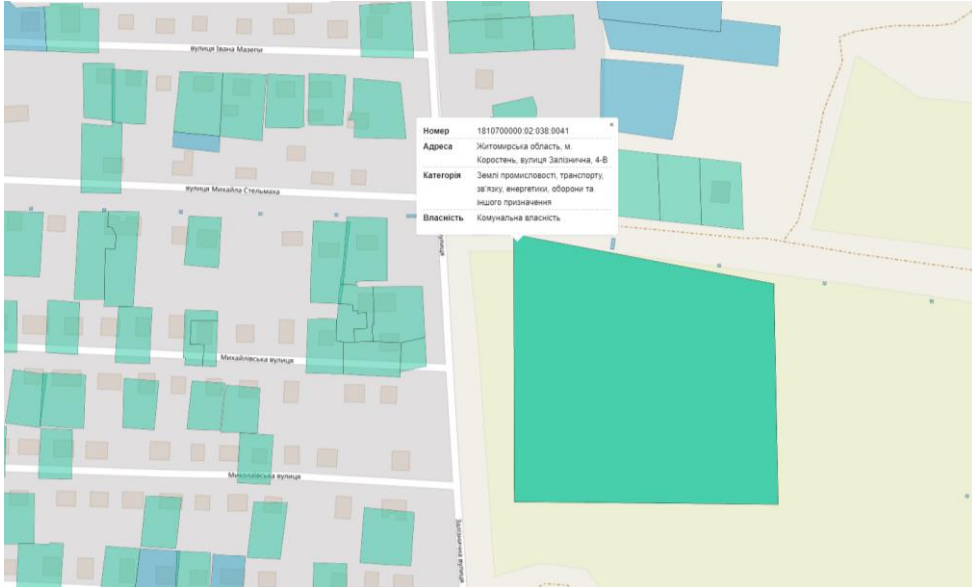 вулиця Івана Мазепи
Номер 1810700000:02:038:0041
Адреса Житомирська область, м.
Коростень, вулиця Залізнична, 4-В
Категорія Землі промисловості, транспорту,
зв'язку, енергетики, оборони та
іншого призначення
Власність Комунальна власність
вулиця Михайла Стельмаха
вулиця
Михайлівська вулиця
Миколаївська вулиця
Залізнична вулиця